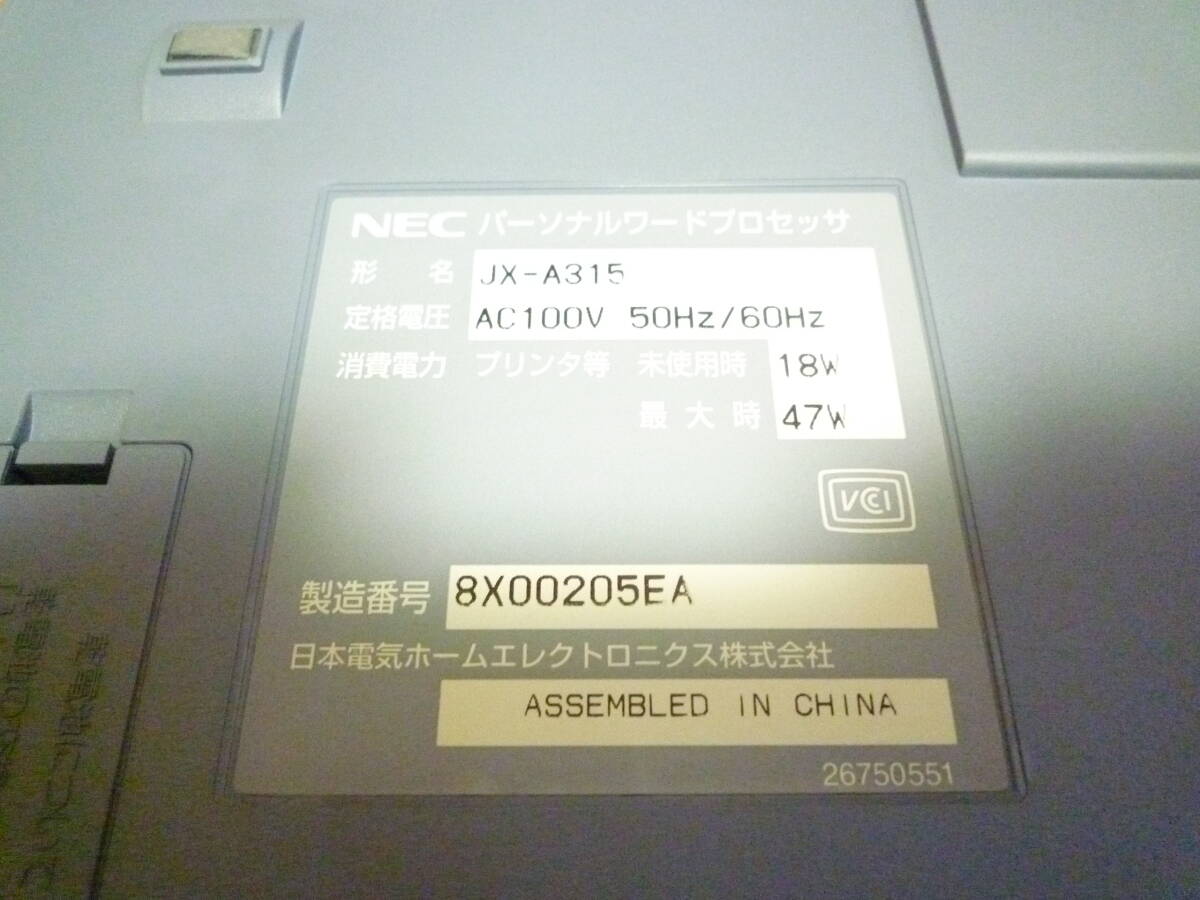 NEC パーソナルワードプロセッサ
形 名 JX-A315
定格電圧 AC100V 50Hz/60Hz
消費電力 プリンタ等 未使用時 18W
最大時 47W
VCCI
製造番号 8X00205EA
日本電気ホームエレクトロニクス株式会社
ASSEMBLED IN CHINA
26750551